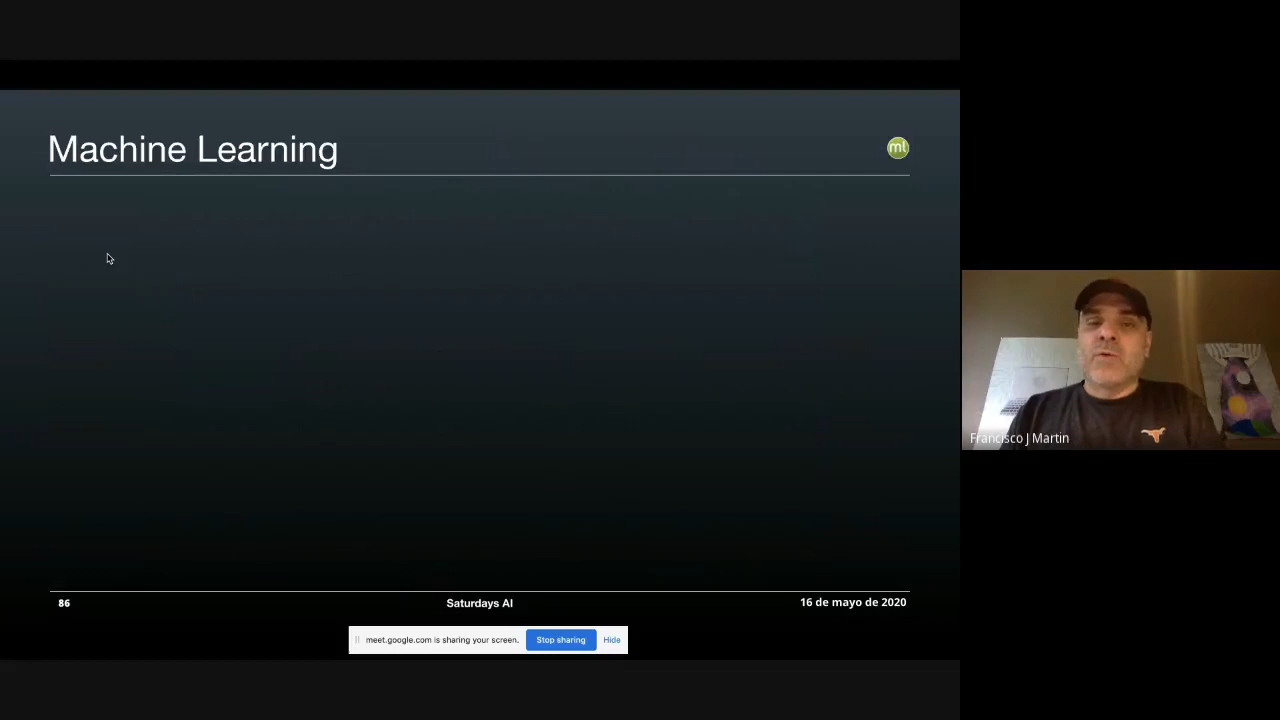 Machine Learning
ml
Francisco J Martin
86
Saturdays AI
16 de mayo de 2020
meet.google.com is sharing your screen.
Stop sharing
Hide